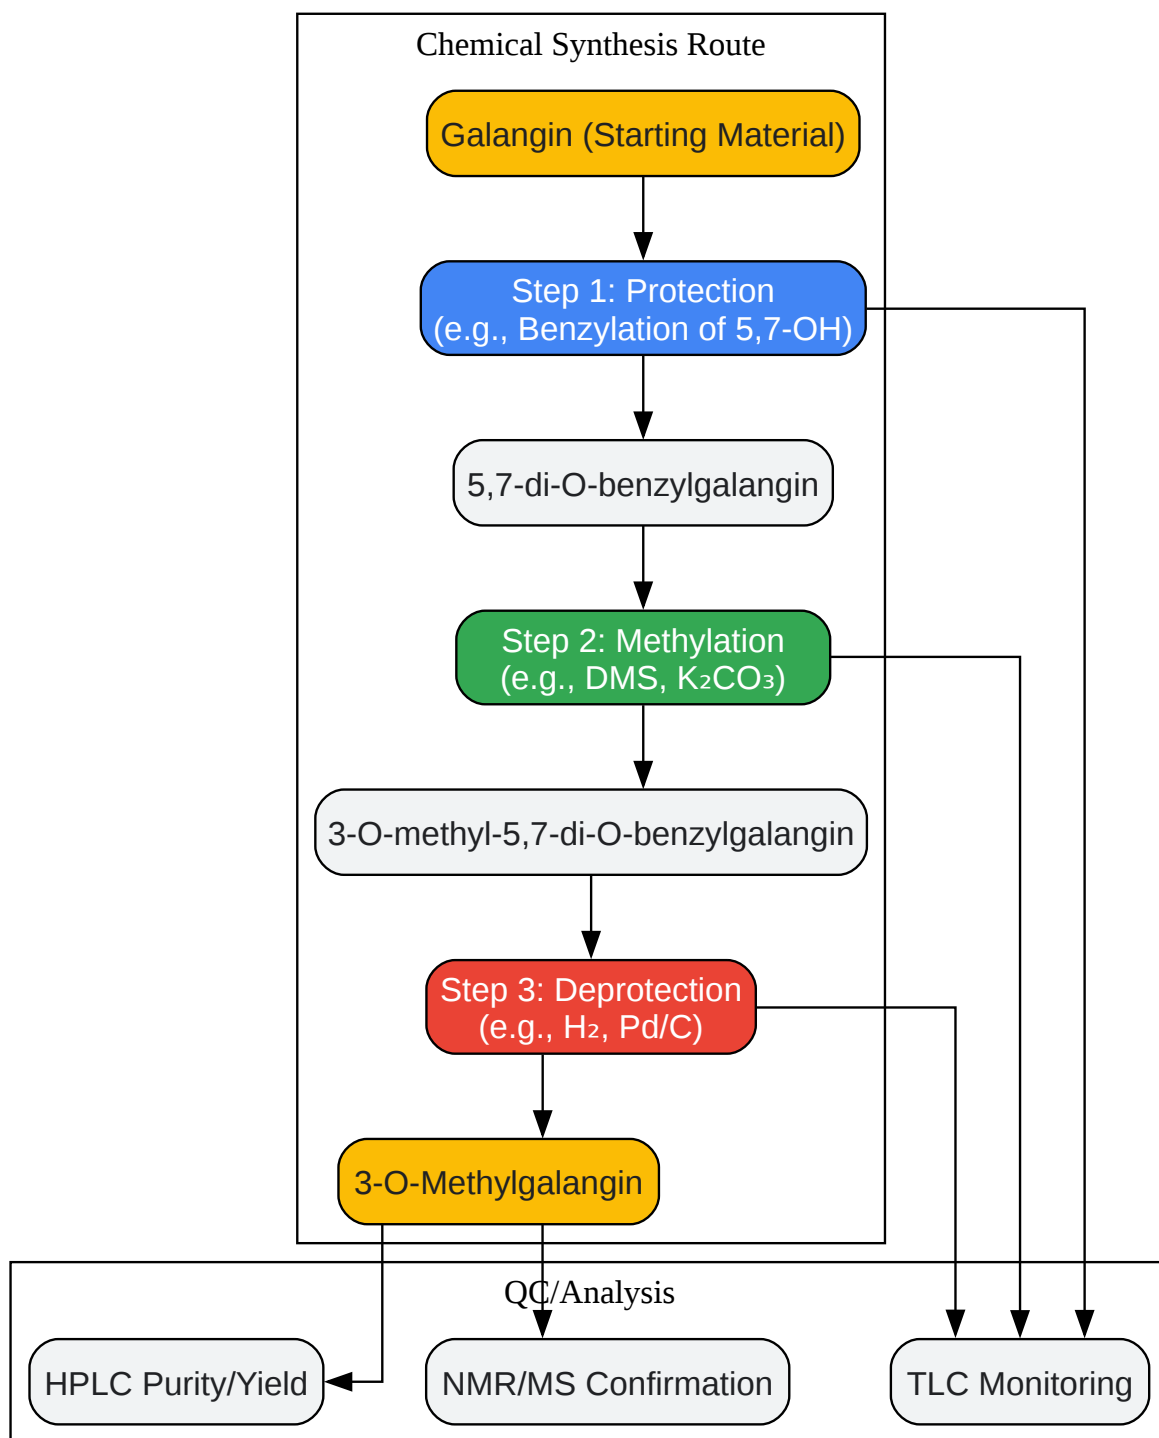 Chemical Synthesis Route
Galangin (Starting Material)
Step 1: Protection
(e.g., Benzylation of 5,7-OH)
5,7-di-O-benzylgalangin
Step 2: Methylation
(e.g., DMS, K₂CO₃)
3-O-methyl-5,7-di-O-benzylgalangin
Step 3: Deprotection
(e.g., H₂, Pd/C)
3-O-Methylgalangin
QC/Analysis
HPLC Purity/Yield
NMR/MS Confirmation
TLC Monitoring